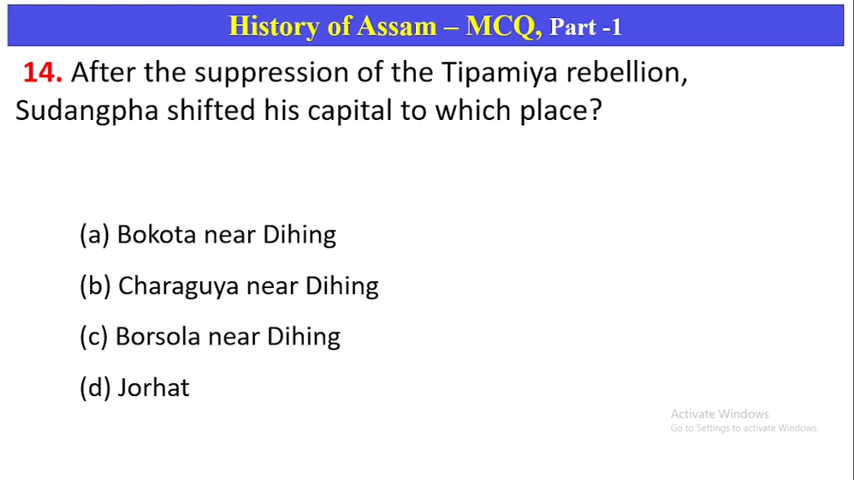 History of Assam – MCQ, Part -1
14. After the suppression of the Tipamiya rebellion,
Sudangpha shifted his capital to which place?
(a) Bokota near Dihing
(b) Charaguya near Dihing
(c) Borsola near Dihing
(d) Jorhat
Activate Windows
Go to Settings to activate Windows.